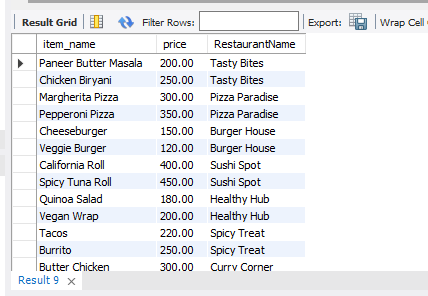 Result Grid Filter Rows: Export: Wrap Cell
item_name price RestaurantName
Paneer Butter Masala 200.00 Tasty Bites
Chicken Biryani 250.00 Tasty Bites
Margherita Pizza 300.00 Pizza Paradise
Pepperoni Pizza 350.00 Pizza Paradise
Cheeseburger 150.00 Burger House
Veggie Burger 120.00 Burger House
California Roll 400.00 Sushi Spot
Spicy Tuna Roll 450.00 Sushi Spot
Quinoa Salad 180.00 Healthy Hub
Vegan Wrap 200.00 Healthy Hub
Tacos 220.00 Spicy Treat
Burrito 250.00 Spicy Treat
Butter Chicken 300.00 Curry Corner
Result 9 ×